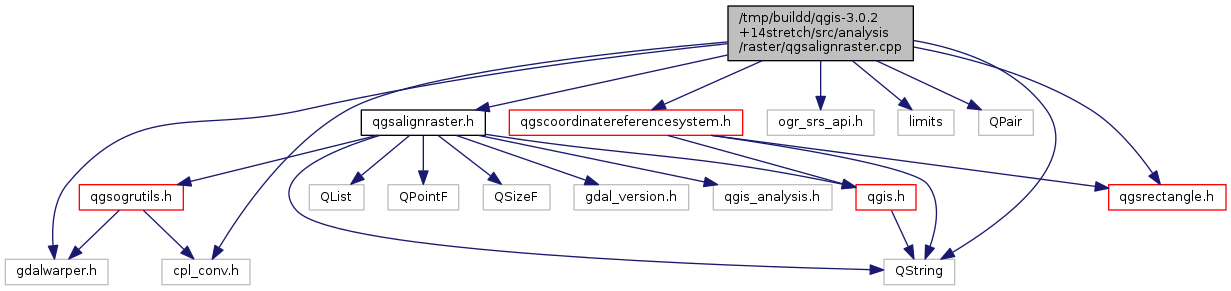 /tmp/buildd/qgis-3.0.2
+14stretch/src/analysis
/raster/qgsalignraster.cpp
qgsalignraster.h
qgscoordinatereferencesystem.h
ogr_srs_api.h
limits
QPair
qgsogrutils.h
QList
QPointF
QSizeF
gdal_version.h
qgis_analysis.h
qgis.h
qgsrectangle.h
gdalwarper.h
cpl_conv.h
QString